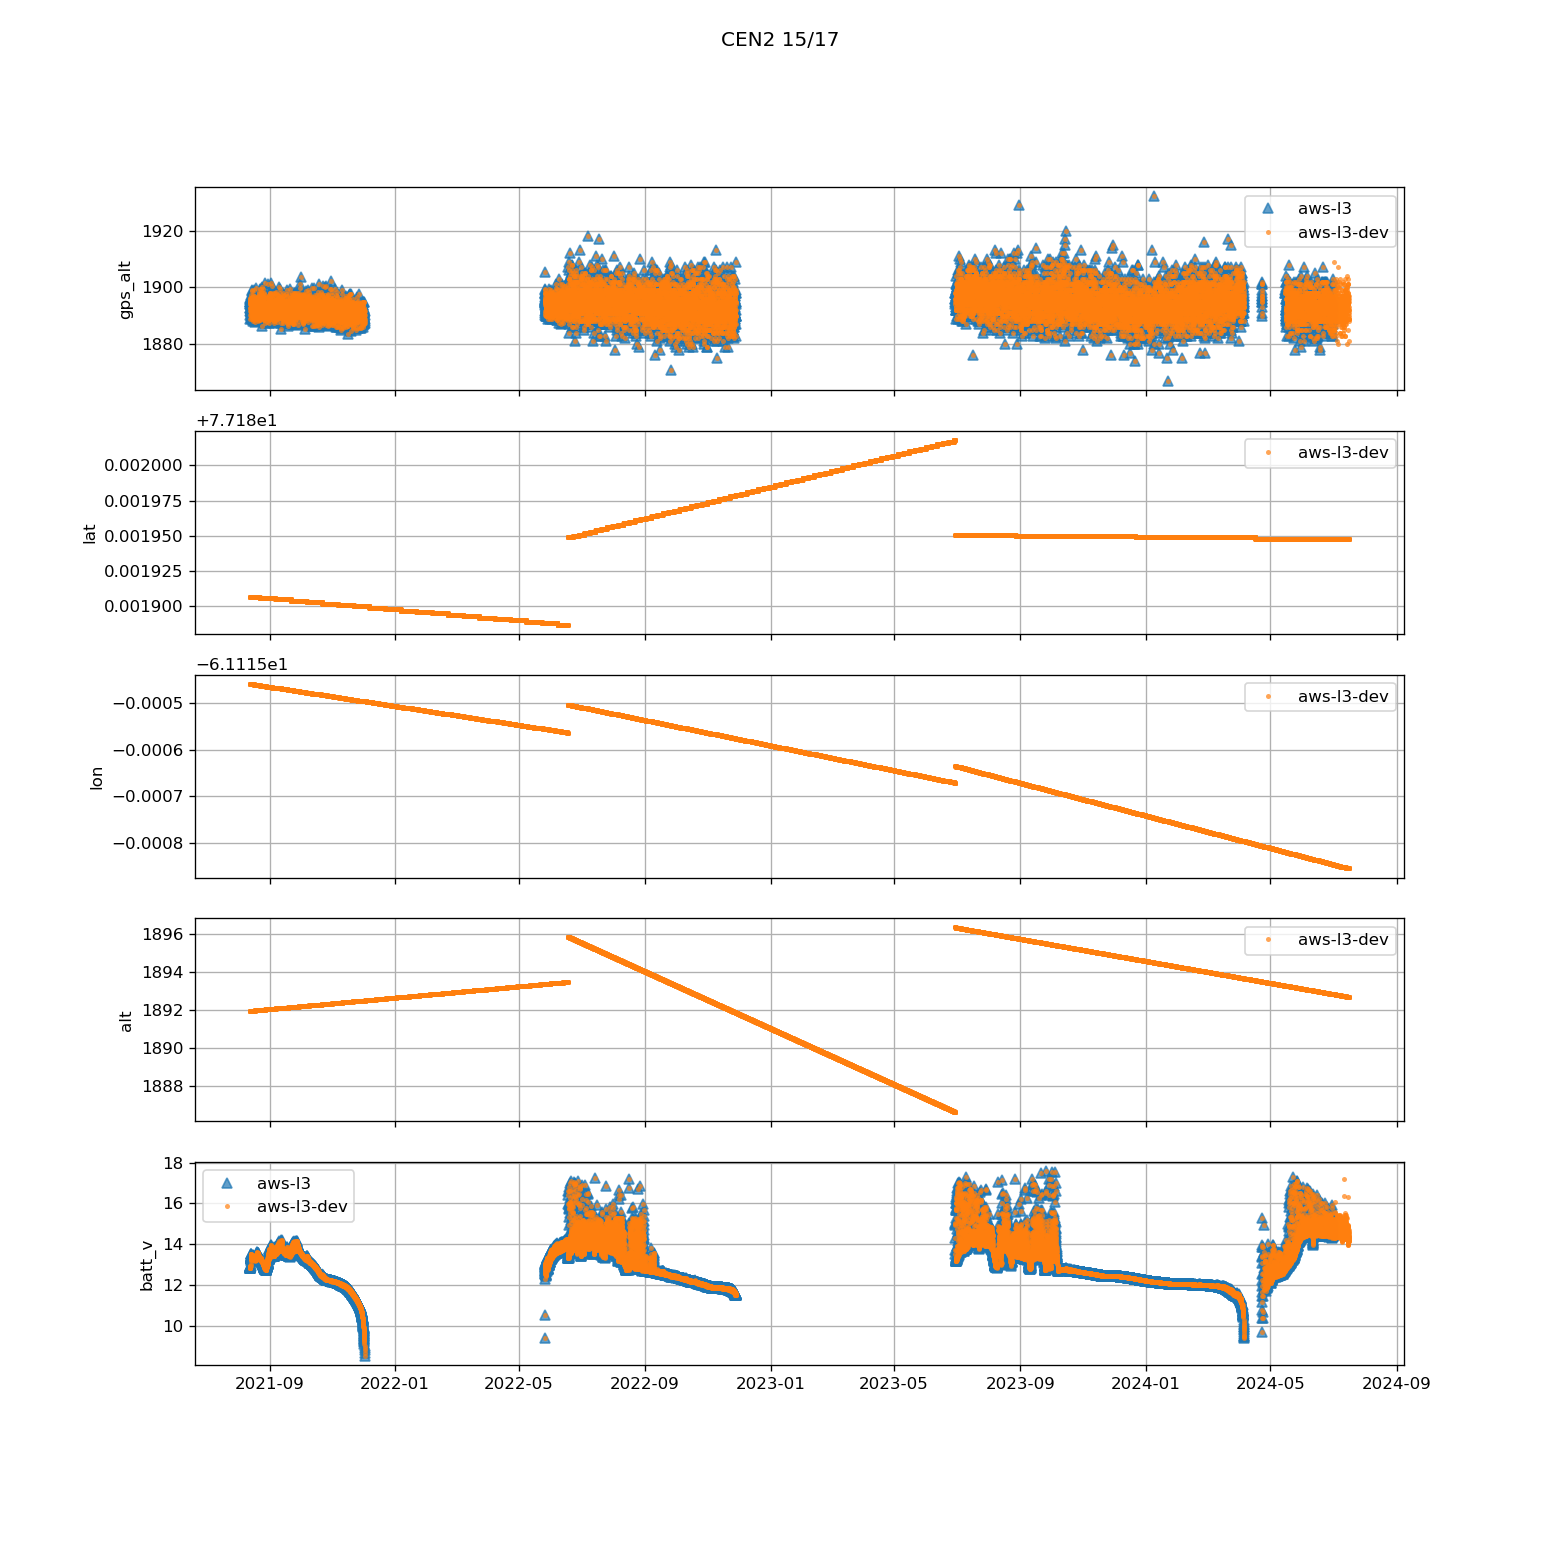 CEN2 15/17
1920
1900
1880
gps_alt
aws-l3
aws-l3-dev
+7.718e1
0.002000
0.001975
0.001950
0.001925
0.001900
lat
aws-l3-dev
−6.1115e1
−0.0005
−0.0006
−0.0007
−0.0008
lon
aws-l3-dev
1896
1894
1892
1890
1888
alt
aws-l3-dev
18
16
14
12
10
batt_v
aws-l3
aws-l3-dev
2021-09 2022-01 2022-05 2022-09 2023-01 2023-05 2023-09 2024-01 2024-05 2024-09